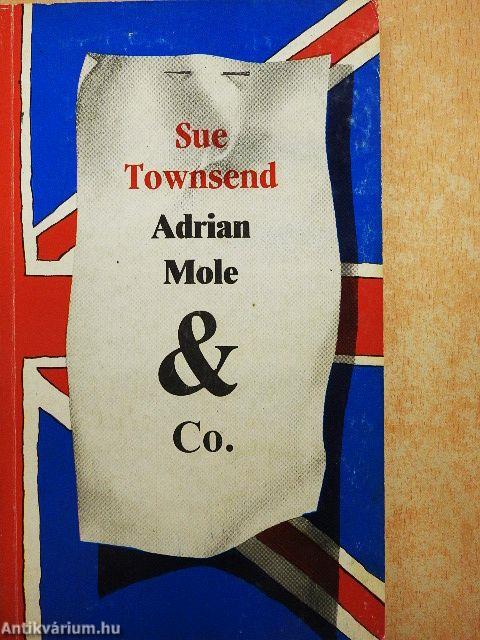 Sue
Townsend
Adrian
Mole
&
Co.
Antikvárium.hu